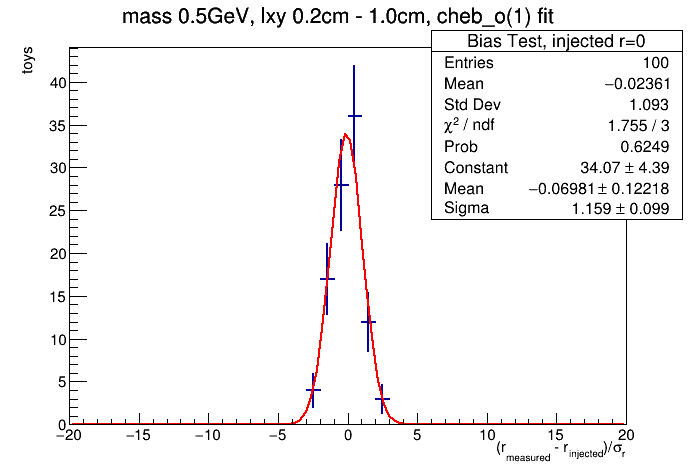 mass 0.5GeV, lxy 0.2cm - 1.0cm, cheb_o(1) fit
Bias Test, injected r=0
Entries 100
Mean −0.02361
Std Dev 1.093
χ² / ndf 1.755 / 3
Prob 0.6249
Constant 34.07 ± 4.39
Mean −0.06981 ± 0.12218
Sigma 1.159 ± 0.099
toys
40
35
30
25
20
15
10
5
0
−20 −15 −10 −5 0 5 10 15 20
(r_measured - r_injected)/σ_r